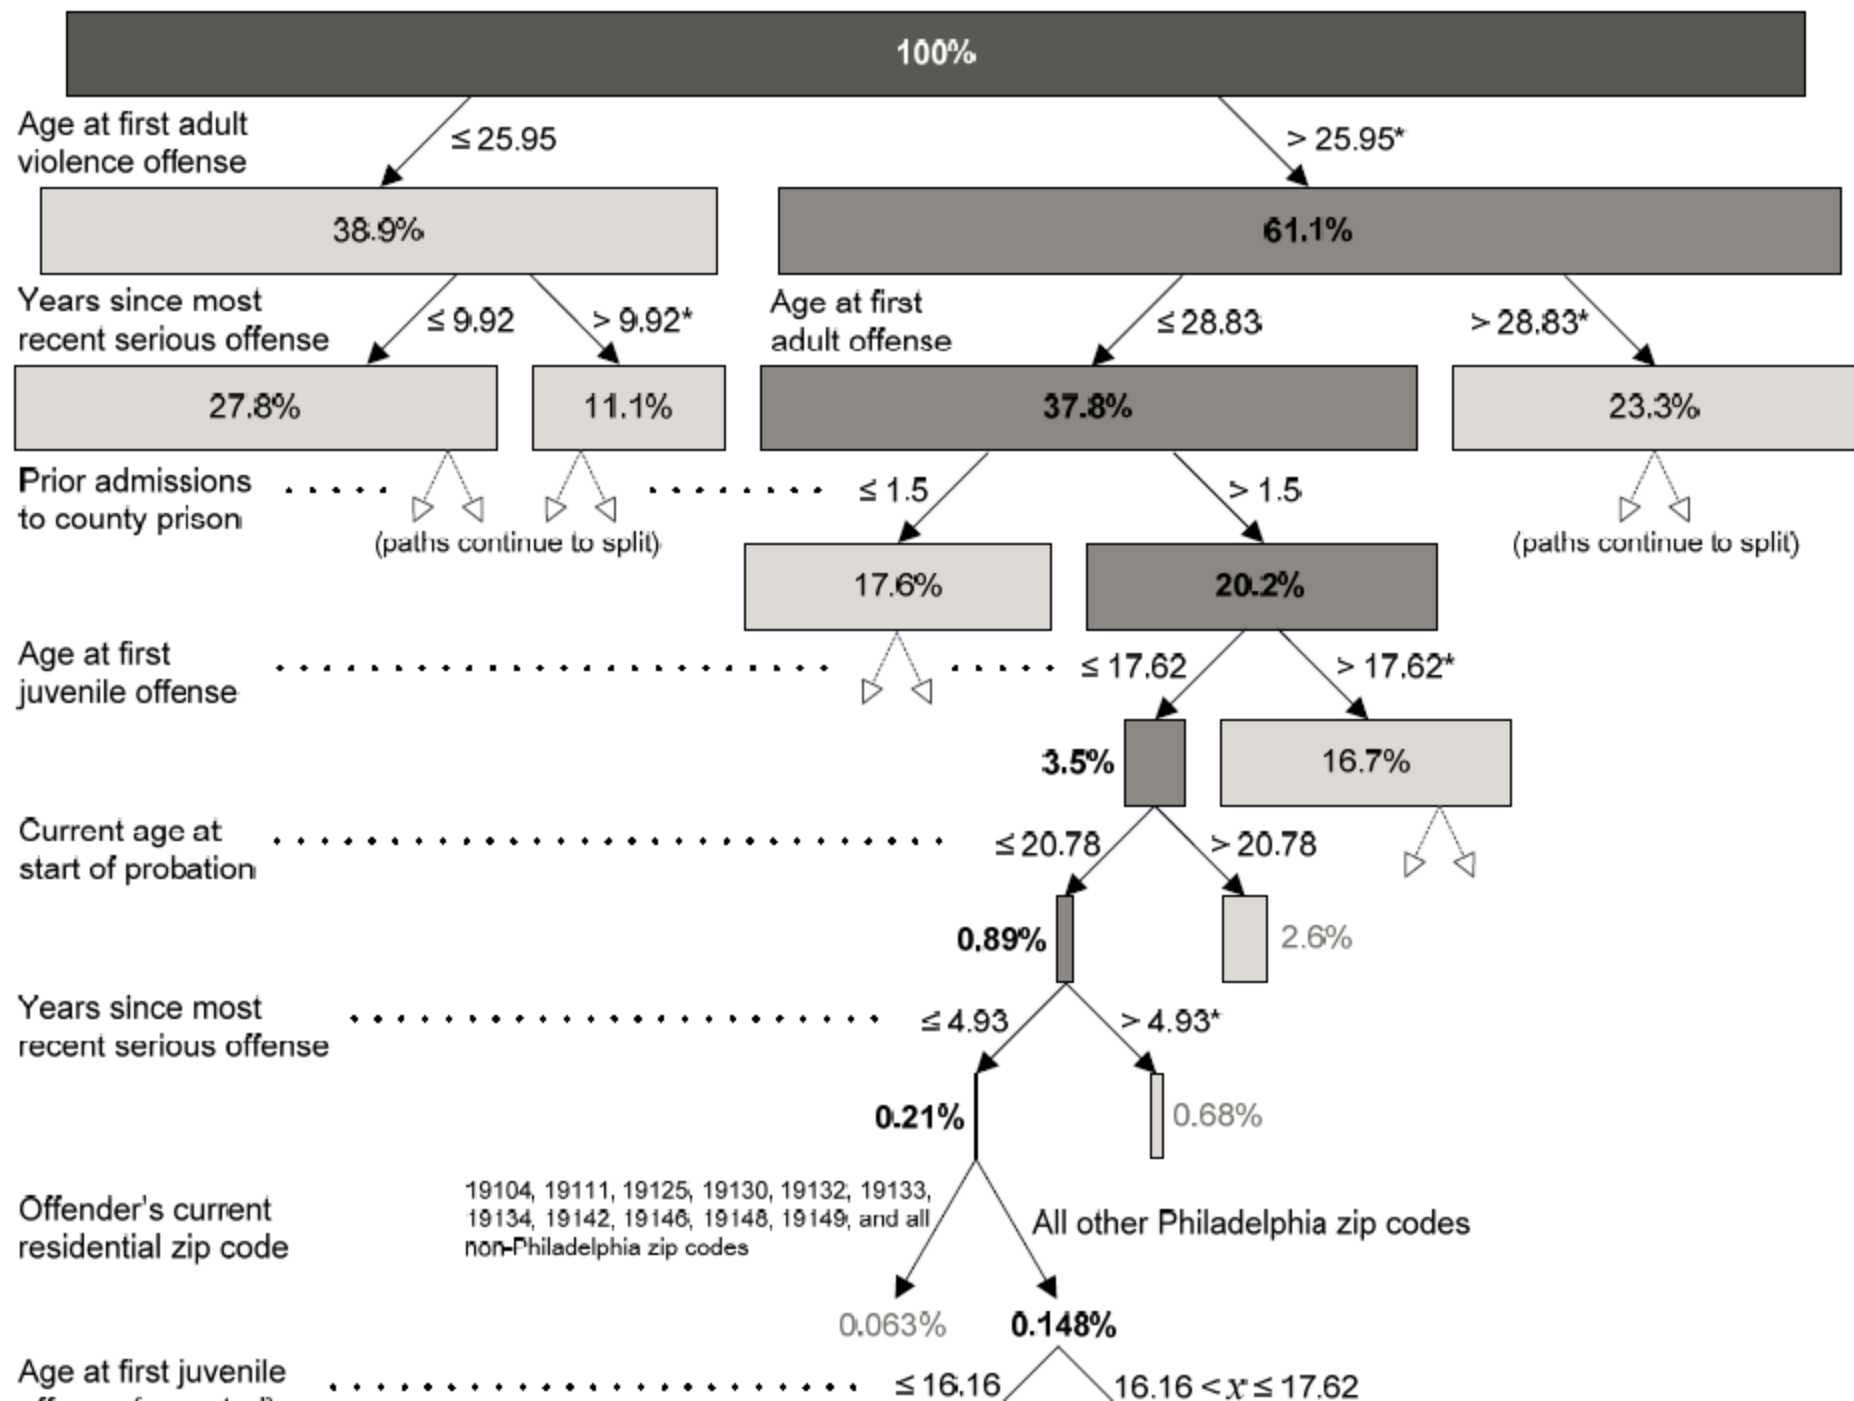 100%
Age at first adult
violence offense
≤ 25.95
> 25.95*
38.9%
61.1%
Years since most
recent serious offense
≤ 9.92
> 9.92*
Age at first
adult offense
≤ 28.83
> 28.83*
27.8%
11.1%
37.8%
23.3%
Prior admissions
to county prison
≤ 1.5
> 1.5
(paths continue to split)
(paths continue to split)
17.6%
20.2%
Age at first
juvenile offense
≤ 17.62
> 17.62*
3.5%
16.7%
Current age at
start of probation
≤ 20.78
> 20.78
0.89%
2.6%
Years since most
recent serious offense
≤ 4.93
> 4.93*
0.21%
0.68%
Offender's current
residential zip code
19104, 19111, 19125, 19130, 19132, 19133,
19134, 19142, 19146, 19148, 19149, and all
non-Philadelphia zip codes
All other Philadelphia zip codes
0.063%
0.148%
Age at first juvenile
≤ 16.16
16.16 < x ≤ 17.62